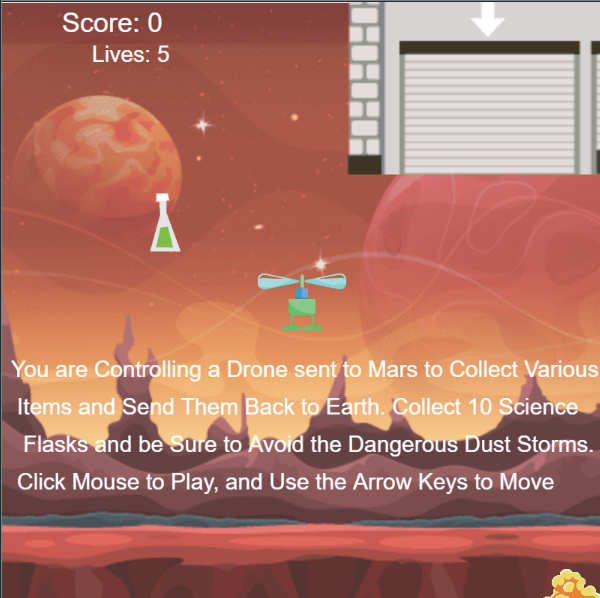 Score: 0
Lives: 5
You are Controlling a Drone sent to Mars to Collect Various
Items and Send Them Back to Earth. Collect 10 Science
Flasks and be Sure to Avoid the Dangerous Dust Storms.
Click Mouse to Play, and Use the Arrow Keys to Move